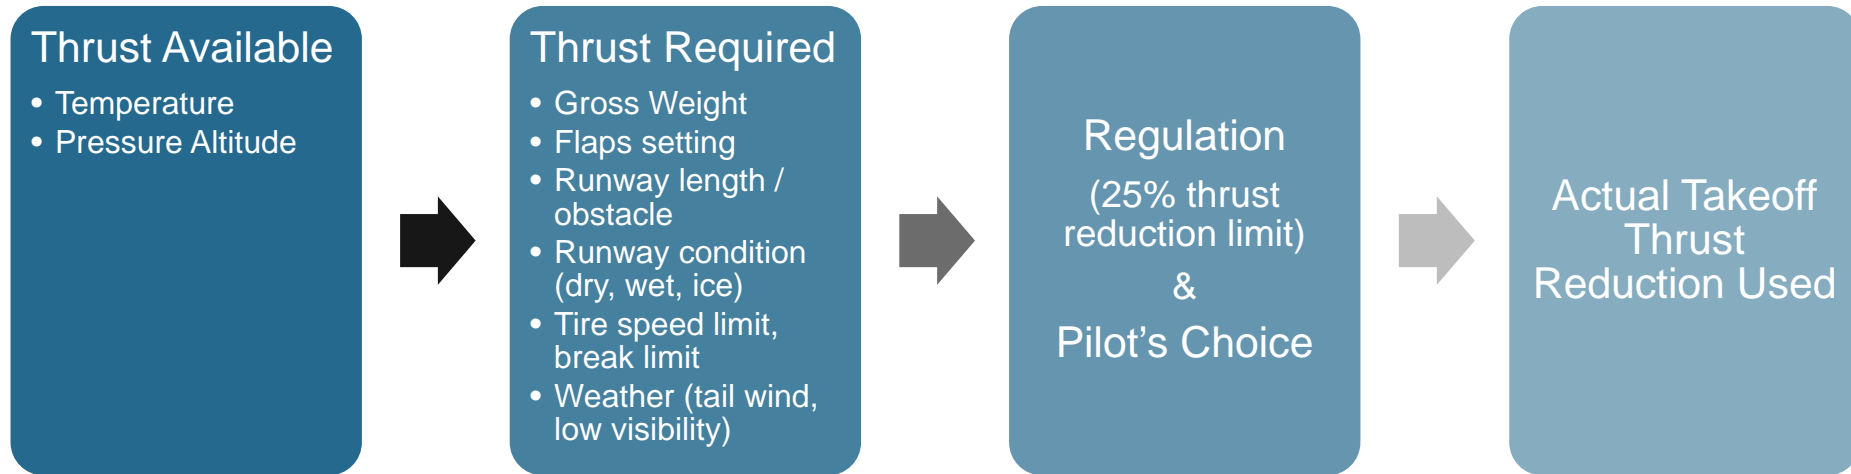 Thrust Available
• Temperature
• Pressure Altitude
Thrust Required
• Gross Weight
• Flaps setting
• Runway length /
obstacle
• Runway condition
(dry, wet, ice)
• Tire speed limit,
break limit
• Weather (tail wind,
low visibility)
Regulation
(25% thrust
reduction limit)
&
Pilot’s Choice
Actual Takeoff
Thrust
Reduction Used